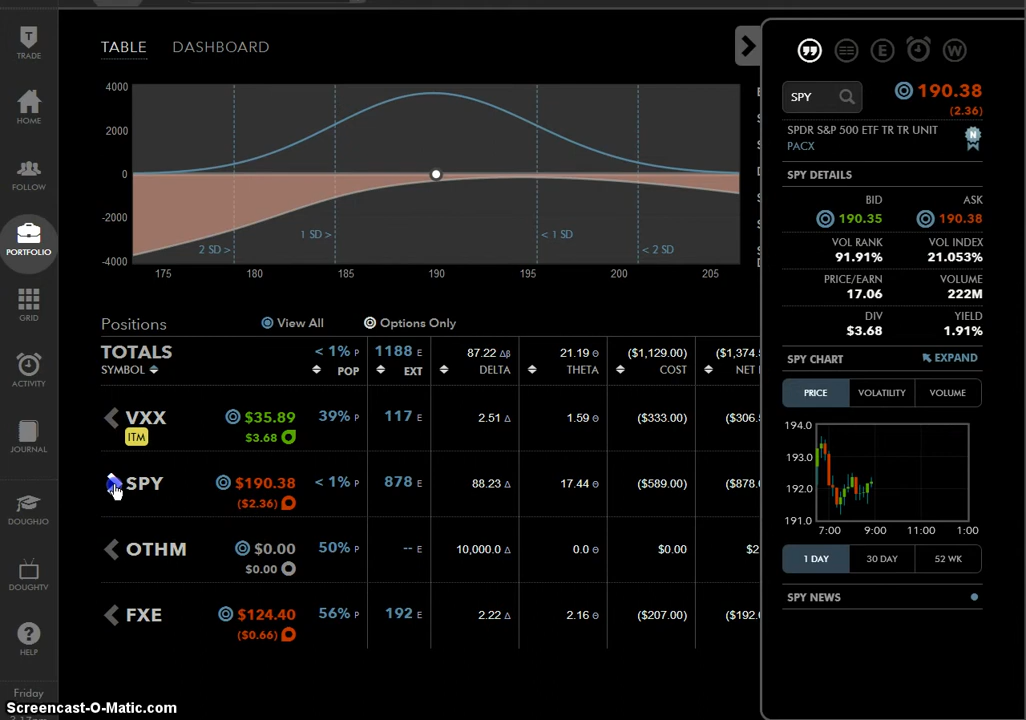 TRADE
HOME
FOLLOW
PORTFOLIO
GRID
ACTIVITY
JOURNAL
DOUGHJO
DOUGHTV
HELP
Friday
TABLE DASHBOARD
4000
2000
0
-2000
-4000
2 SD > 1 SD > < 1 SD < 2 SD
175 180 185 190 195 200 205
Positions View All Options Only
TOTALS < 1% P 1188 E 87.22 Δβ 21.19 Θ ($1,129.00) ($1,374.
SYMBOL POP EXT DELTA THETA COST NET
VXX $35.89 39% P 117 E 2.51 Δ 1.59 Θ ($333.00) ($306.
ITM $3.68
SPY $190.38 < 1% P 878 E 88.23 Δ 17.44 Θ ($589.00) ($878.
($2.36)
OTHM $0.00 50% P -- E 10,000.0 Δ 0.0 Θ $0.00 $2
$0.00
FXE $124.40 56% P 192 E 2.22 Δ 2.16 Θ ($207.00) ($192.
($0.66)
E W
SPY 190.38
(2.36)
SPDR S&P 500 ETF TR TR UNIT
PACX
N
SPY DETAILS
BID ASK
190.35 190.38
VOL RANK VOL INDEX
91.91% 21.053%
PRICE/EARN VOLUME
17.06 222M
DIV YIELD
$3.68 1.91%
SPY CHART EXPAND
PRICE VOLATILITY VOLUME
194.0
193.0
192.0
191.0
7:00 9:00 11:00 1:00
1 DAY 30 DAY 52 WK
SPY NEWS
Screencast-O-Matic.com